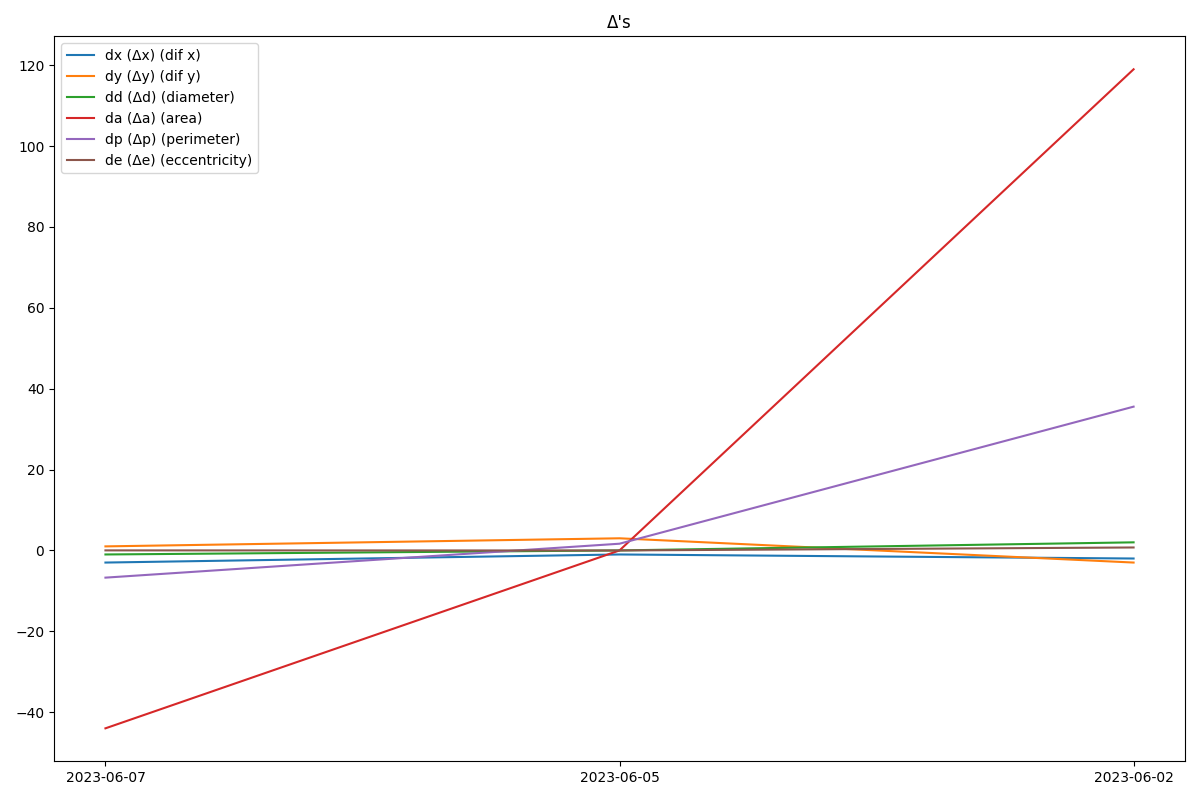 Δ's
dx (Δx) (dif x)
dy (Δy) (dif y)
dd (Δd) (diameter)
da (Δa) (area)
dp (Δp) (perimeter)
de (Δe) (eccentricity)
120
100
80
60
40
20
0
−20
−40
2023-06-07 2023-06-05 2023-06-02